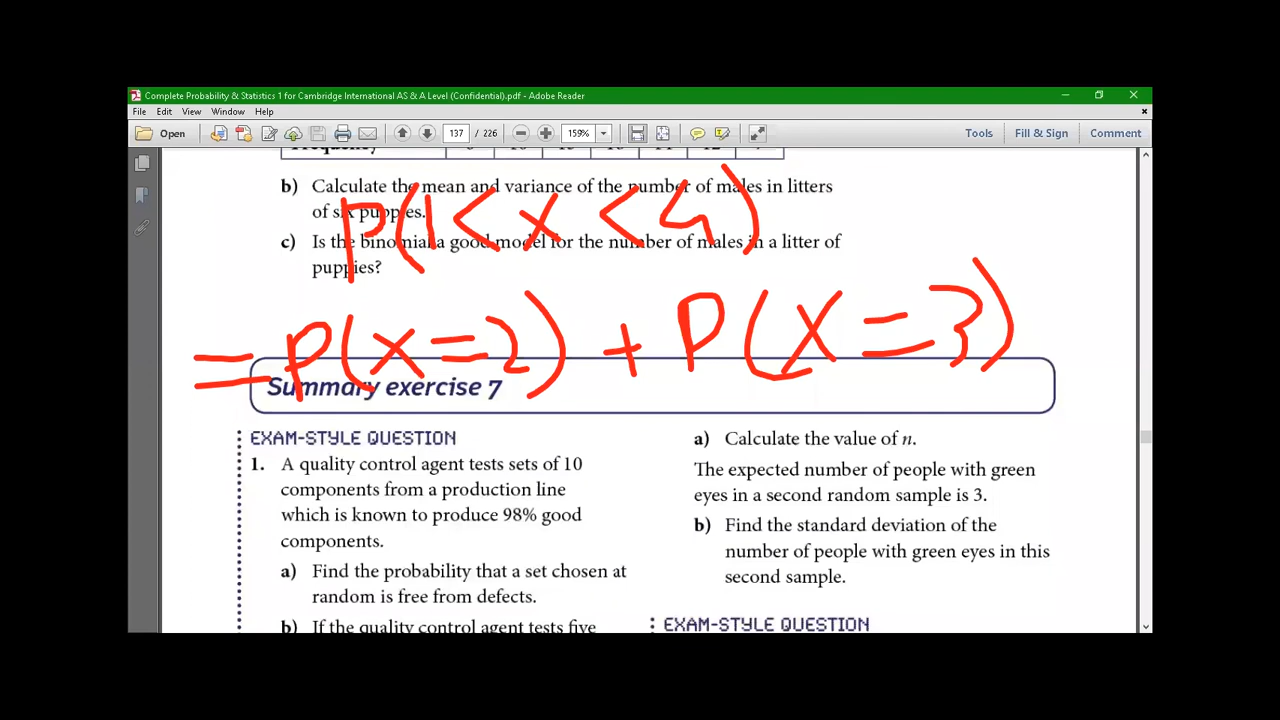 Complete Probability & Statistics 1 for Cambridge International AS & A Level (Confidential).pdf - Adobe Reader
File Edit View Window Help
Open 137 / 226 159% Tools Fill & Sign Comment
b) Calculate the mean and variance of the number of males in litters
of six puppies.
P(1<x<4)
c) Is the binomial a good model for the number of males in a litter of
puppies?
=P(X=2) + P(X=3)
Summary exercise 7
EXAM-STYLE QUESTION
1. A quality control agent tests sets of 10
components from a production line
which is known to produce 98% good
components.
a) Find the probability that a set chosen at
random is free from defects.
b) If the quality control agent tests five
a) Calculate the value of n.
The expected number of people with green
eyes in a second random sample is 3.
b) Find the standard deviation of the
number of people with green eyes in this
second sample.
EXAM-STYLE QUESTION